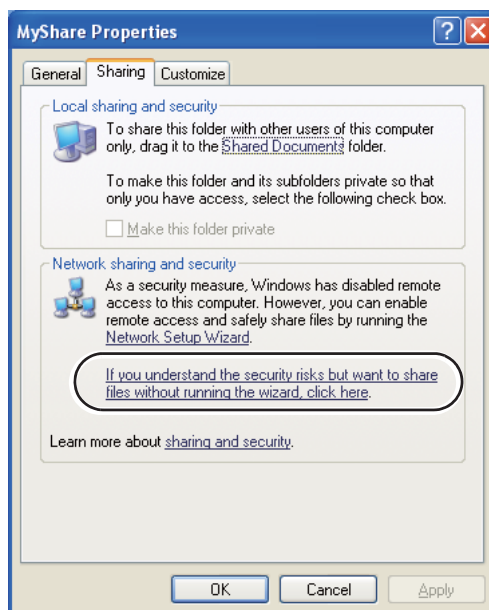 MyShare Properties
General Sharing Customize
Local sharing and security
To share this folder with other users of this computer
only, drag it to the Shared Documents folder.
To make this folder and its subfolders private so that
only you have access, select the following check box.
Make this folder private
Network sharing and security
As a security measure, Windows has disabled remote
access to this computer. However, you can enable
remote access and safely share files by running the
Network Setup Wizard.
If you understand the security risks but want to share
files without running the wizard, click here.
Learn more about sharing and security.
OK Cancel Apply